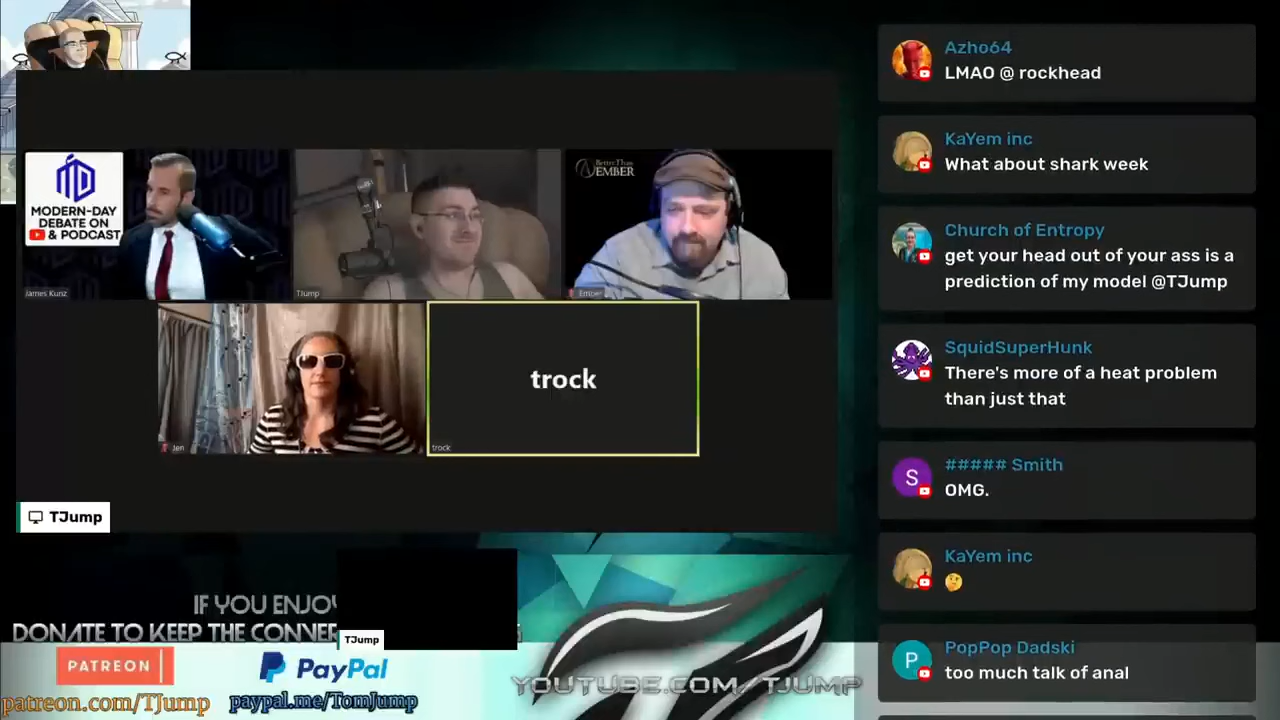 MODERN-DAY
DEBATE ON
& PODCAST
James Kunz
TJump
Better Than
EMBER
Ember
Jen
trock
trock
TJump
IF YOU ENJOY
DONATE TO KEEP THE CONVER
TJump
PATREON
PayPal
patreon.com/TJump
paypal.me/TomJump
YOUTUBE.COM/TJUMP
Azho64
LMAO @ rockhead
KaYem inc
What about shark week
Church of Entropy
get your head out of your ass is a
prediction of my model @TJump
SquidSuperHunk
There's more of a heat problem
than just that
S
##### Smith
OMG.
KaYem inc
🤔
P
PopPop Dadski
too much talk of anal